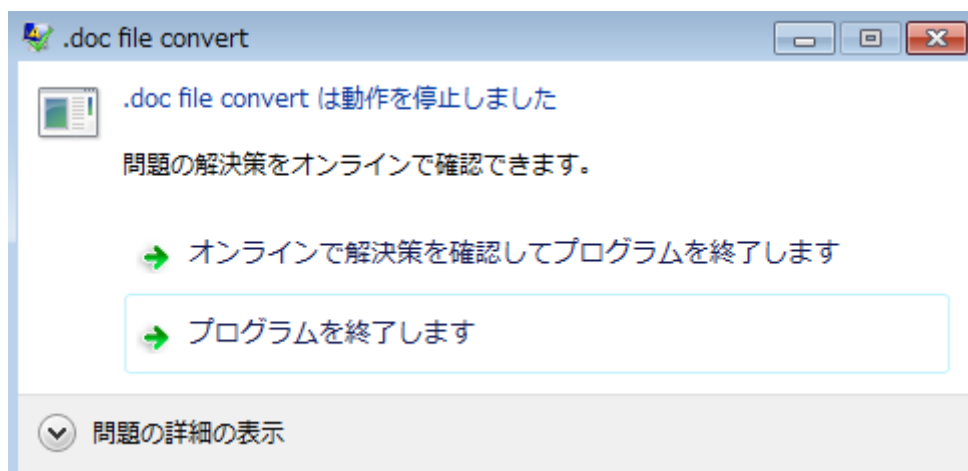 .doc file convert
.doc file convert は動作を停止しました
問題の解決策をオンラインで確認できます。
オンラインで解決策を確認してプログラムを終了します
プログラムを終了します
問題の詳細の表示